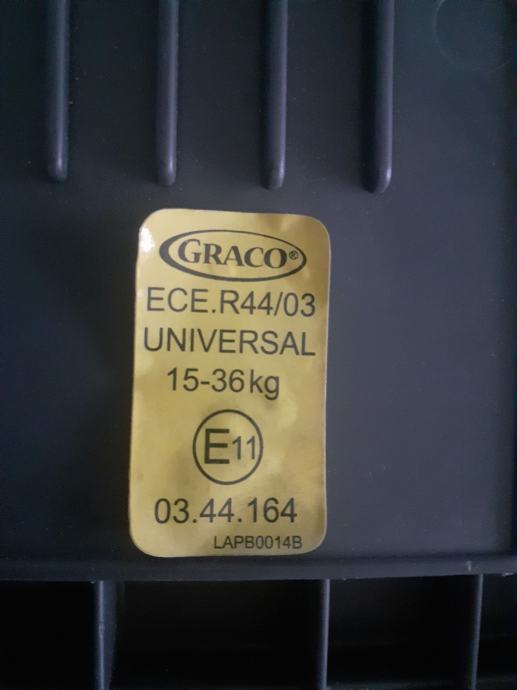 GRACO®
ECE.R44/03
UNIVERSAL
15-36kg
E11
03.44.164
LAPB0014B